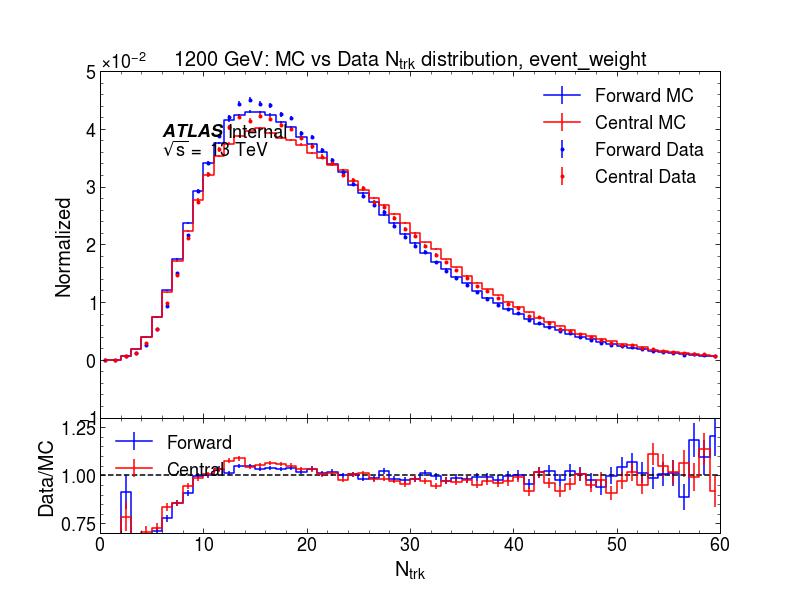 ×10⁻²
1200 GeV: MC vs Data N_trk distribution, event_weight
5
4
3
2
1
0
−1
Normalized
ATLAS Internal
√s = 13 TeV
Forward MC
Central MC
Forward Data
Central Data
1.25
1.00
0.75
Data/MC
Forward
Central
0 10 20 30 40 50 60
N_trk